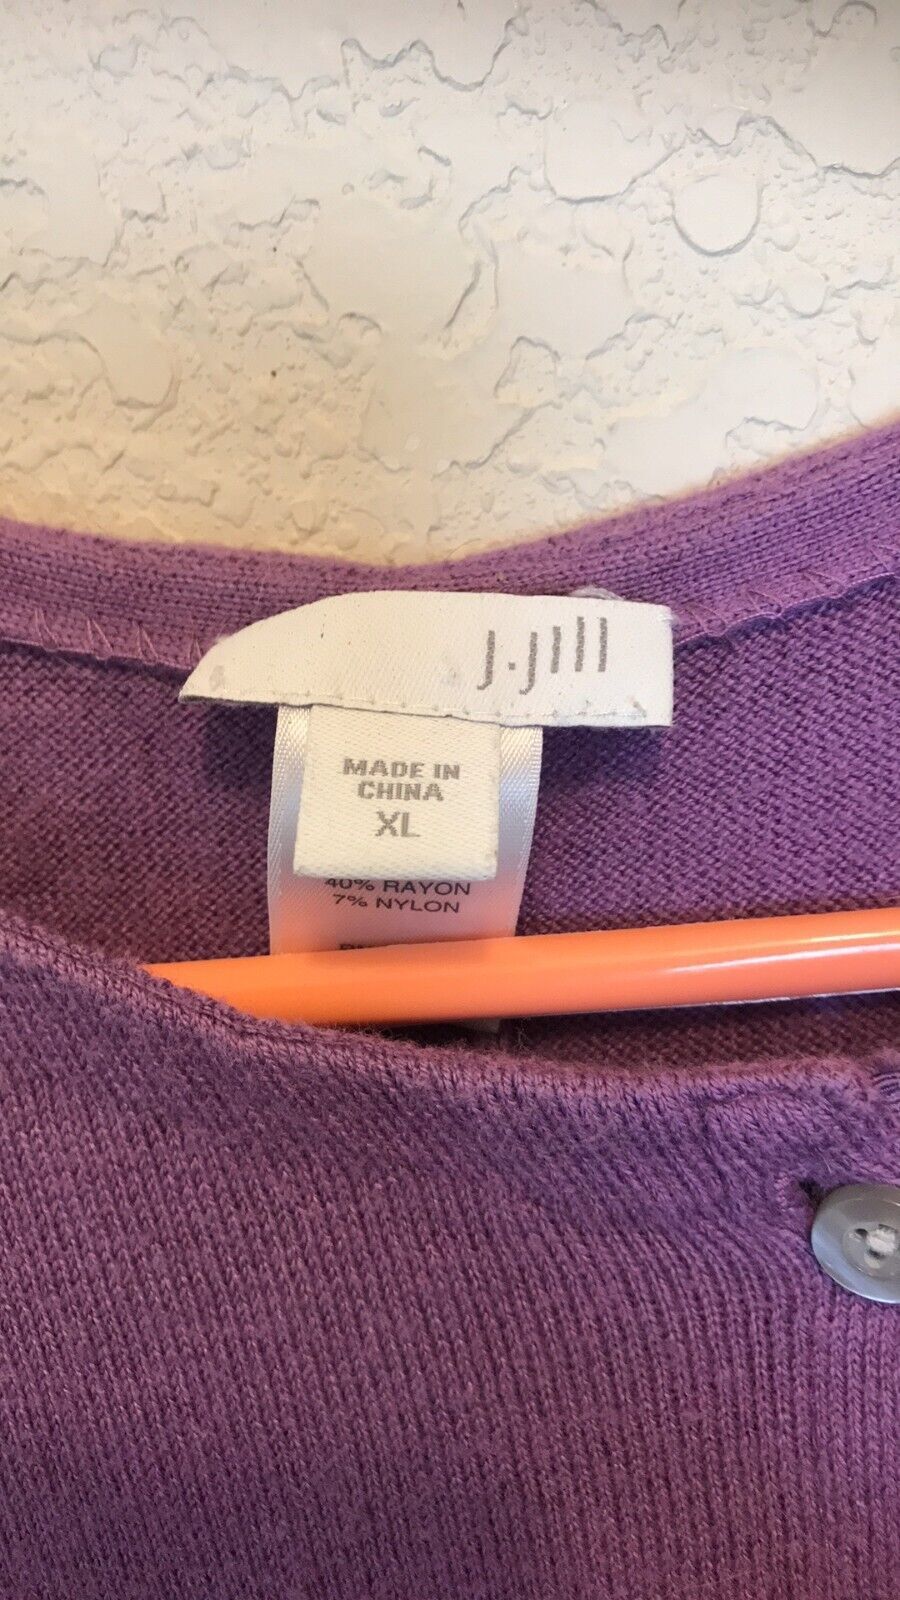 J.Jill
MADE IN
CHINA
XL
40% RAYON
7% NYLON